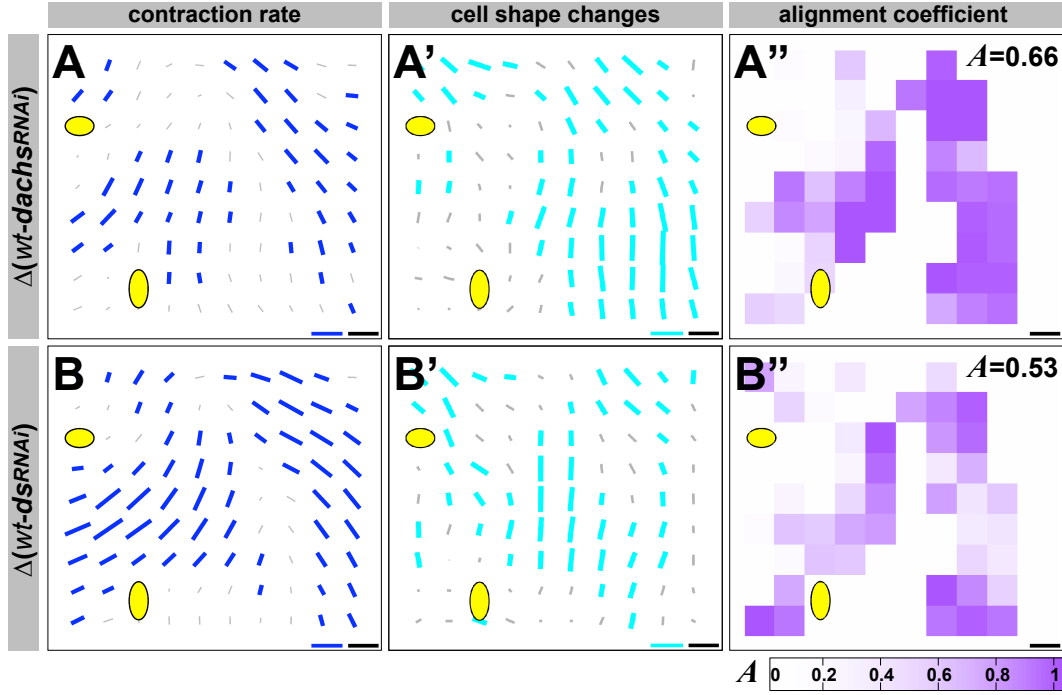 contraction rate
cell shape changes
alignment coefficient
Δ(wt-dachsRNAi)
A
A’
A’’
A=0.66
Δ(wt-dsRNAi)
B
B’
B’’
A=0.53
A
0 0.2 0.4 0.6 0.8 1